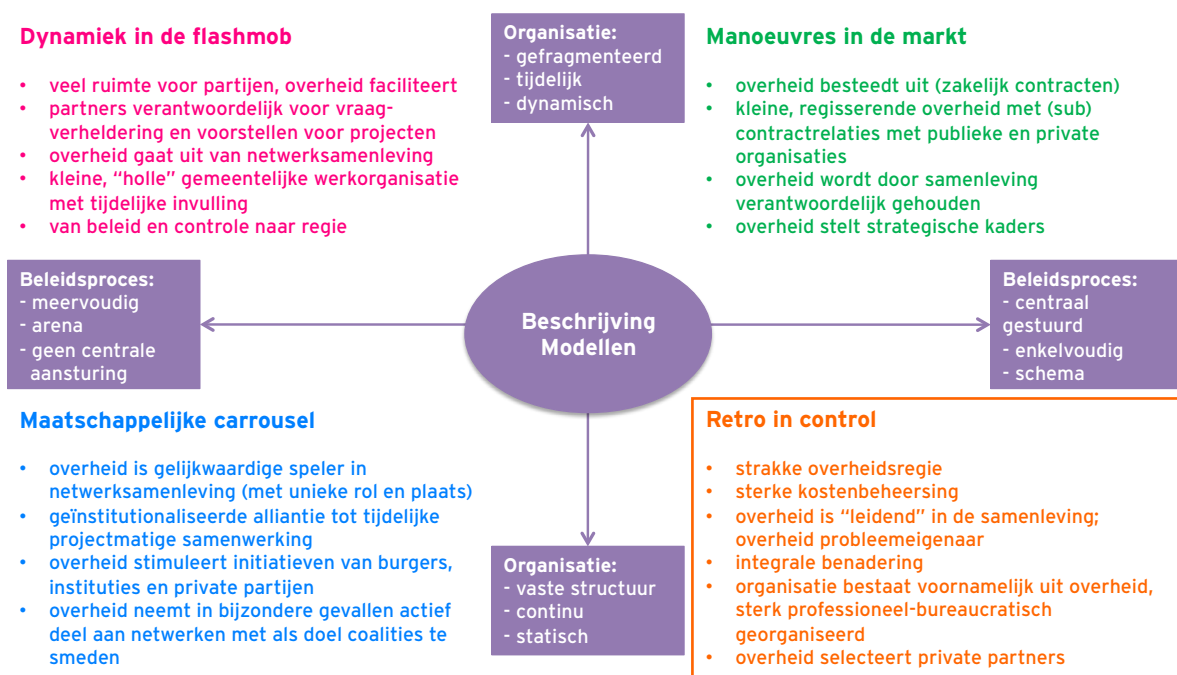 Dynamiek in de flashmob
• veel ruimte voor partijen, overheid faciliteert
• partners verantwoordelijk voor vraag-
verheldering en voorstellen voor projecten
• overheid gaat uit van netwerksamenleving
• kleine, “holle” gemeentelijke werkorganisatie
met tijdelijke invulling
• van beleid en controle naar regie
Organisatie:
- gefragmenteerd
- tijdelijk
- dynamisch
Manoeuvres in de markt
• overheid besteedt uit (zakelijk contracten)
• kleine, regisserende overheid met (sub)
contractrelaties met publieke en private
organisaties
• overheid wordt door samenleving
verantwoordelijk gehouden
• overheid stelt strategische kaders
Beleidsproces:
- meervoudig
- arena
- geen centrale
aansturing
Beschrijving
Modellen
Beleidsproces:
- centraal
gestuurd
- enkelvoudig
- schema
Maatschappelijke carrousel
• overheid is gelijkwaardige speler in
netwerksamenleving (met unieke rol en plaats)
• geïnstitutionaliseerde alliantie tot tijdelijke
projectmatige samenwerking
• overheid stimuleert initiatieven van burgers,
instituties en private partijen
• overheid neemt in bijzondere gevallen actief
deel aan netwerken met als doel coalities te
smeden
Organisatie:
- vaste structuur
- continu
- statisch
Retro in control
• strakke overheidsregie
• sterke kostenbeheersing
• overheid is “leidend” in de samenleving;
overheid probleemeigenaar
• integrale benadering
• organisatie bestaat voornamelijk uit overheid,
sterk professioneel-bureaucratisch
georganiseerd
• overheid selecteert private partners